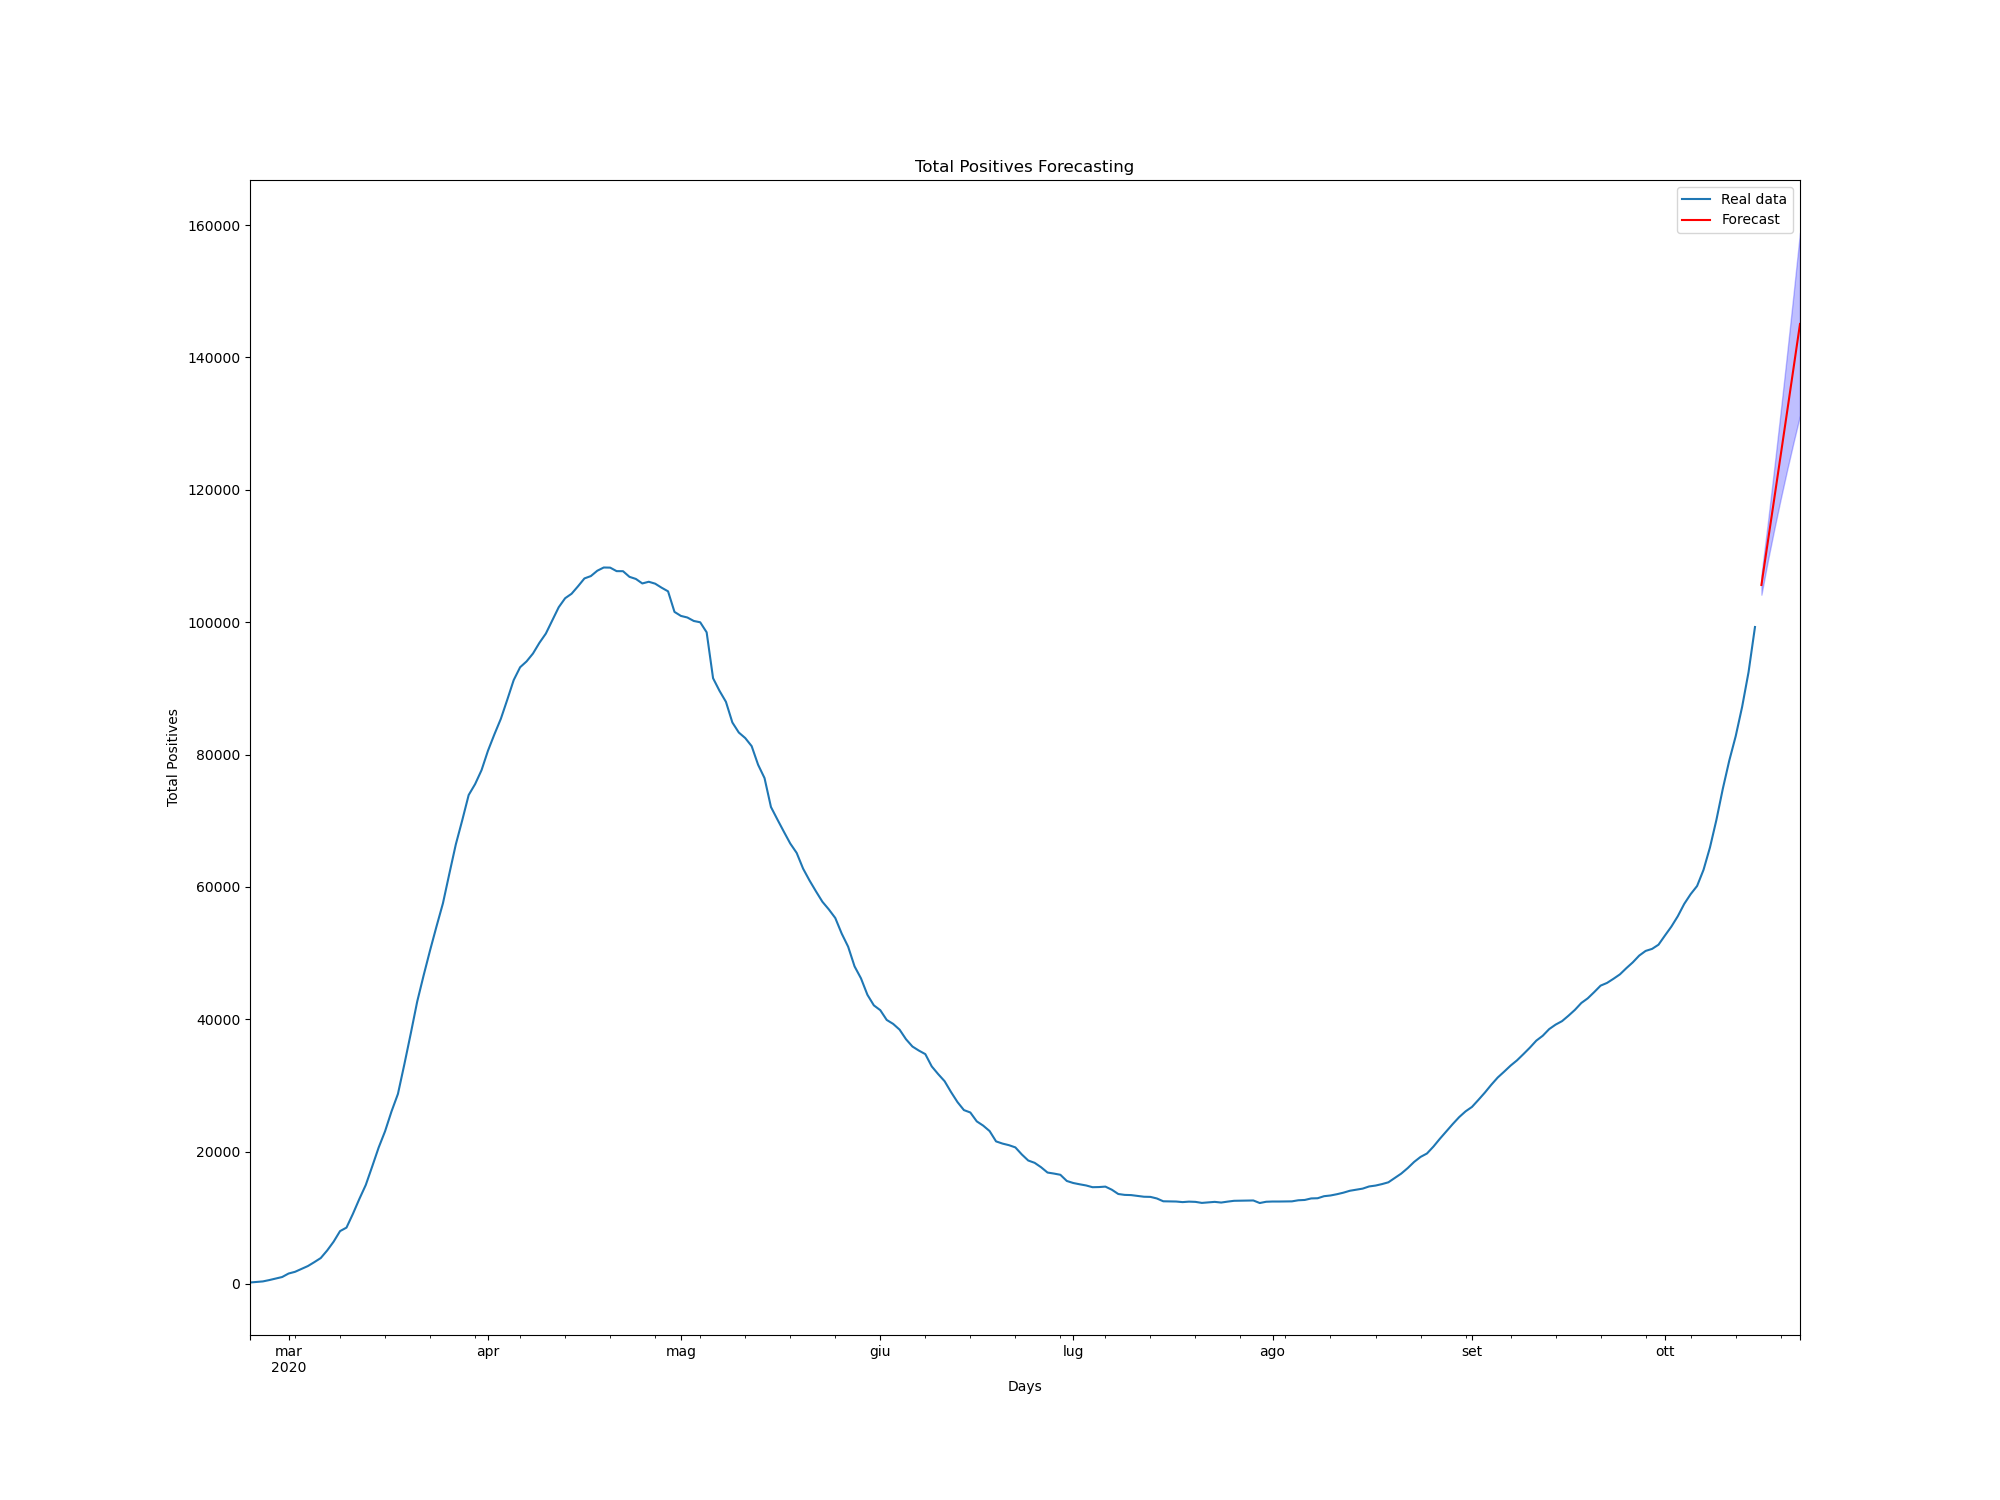 Total Positives Forecasting
Real data
Forecast
160000
140000
120000
100000
80000
60000
40000
20000
0
Total Positives
mar apr mag giu lug ago set ott
2020
Days